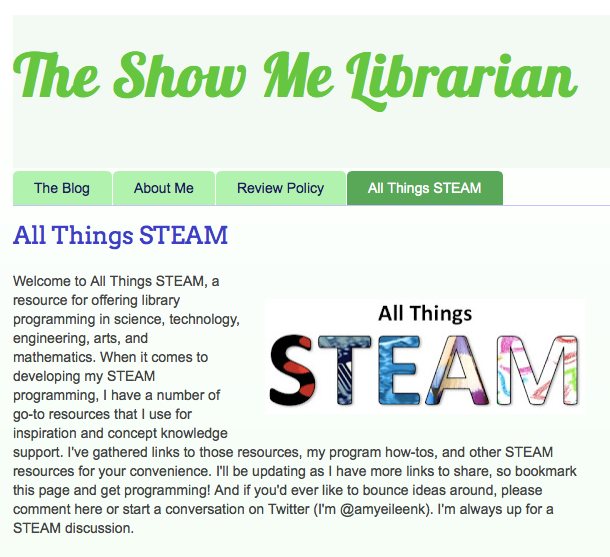 The Show Me Librarian
The Blog
About Me
Review Policy
All Things STEAM
All Things STEAM
Welcome to All Things STEAM, a
resource for offering library
programming in science, technology,
engineering, arts, and
mathematics. When it comes to
developing my STEAM
programming, I have a number of
go-to resources that I use for
inspiration and concept knowledge
support. I've gathered links to those resources, my program how-tos, and other STEAM
resources for your convenience. I'll be updating as I have more links to share, so bookmark
this page and get programming! And if you'd ever like to bounce ideas around, please
comment here or start a conversation on Twitter (I'm @amyeileenk). I'm always up for a
STEAM discussion.
All Things
STEAM